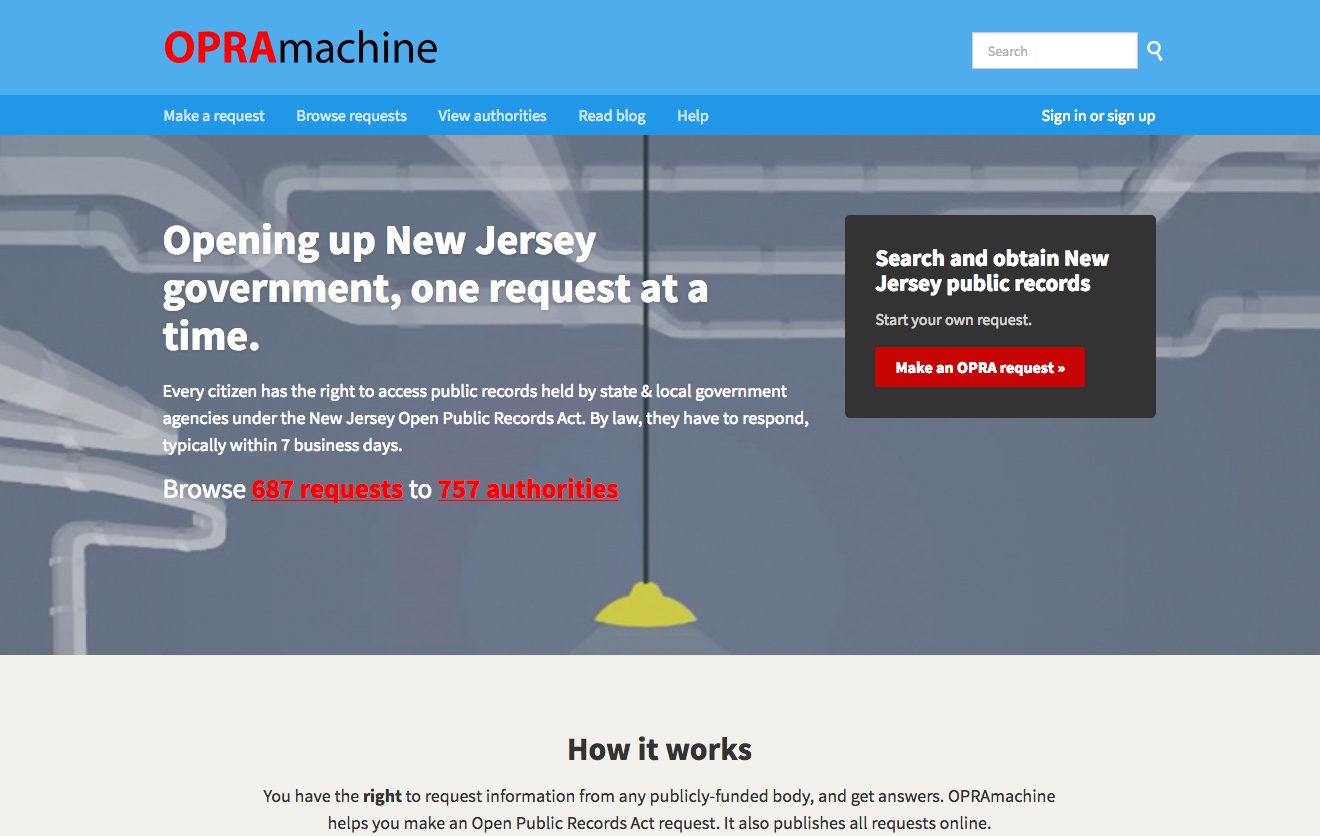 OPRAmachine
Search
Make a request
Browse requests
View authorities
Read blog
Help
Sign in or sign up
Opening up New Jersey
government, one request at a
time.
Every citizen has the right to access public records held by state & local government
agencies under the New Jersey Open Public Records Act. By law, they have to respond,
typically within 7 business days.
Browse 687 requests to 757 authorities
Search and obtain New
Jersey public records
Start your own request.
Make an OPRA request »
How it works
You have the right to request information from any publicly-funded body, and get answers. OPRAmachine
helps you make an Open Public Records Act request. It also publishes all requests online.